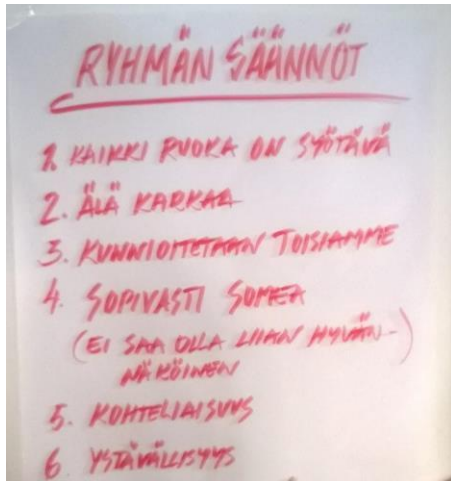 RYHMÄN SÄÄNNÖT
1. KAIKKI RUOKA ON SYÖTÄVÄ
2. ÄLÄ KARKAA
3. KUNNIOITETAAN TOISIAMME
4. SOPIVASTI SOMEA
(EI SAA OLLA LIIAN HYVÄN-)
NÄKÖINEN
5. KOHTELIAISUUS
6. YSTÄVÄLLISYYS